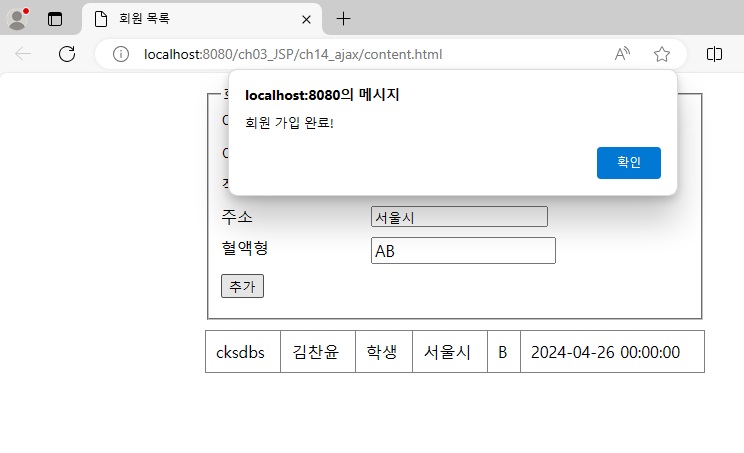 회원 목록
localhost:8080/ch03_JSP/ch14_ajax/content.html
localhost:8080의 메시지
회원 가입 완료!
확인
주소 서울시
혈액형 AB
추가
cksdbs 김찬윤 학생 서울시 B 2024-04-26 00:00:00